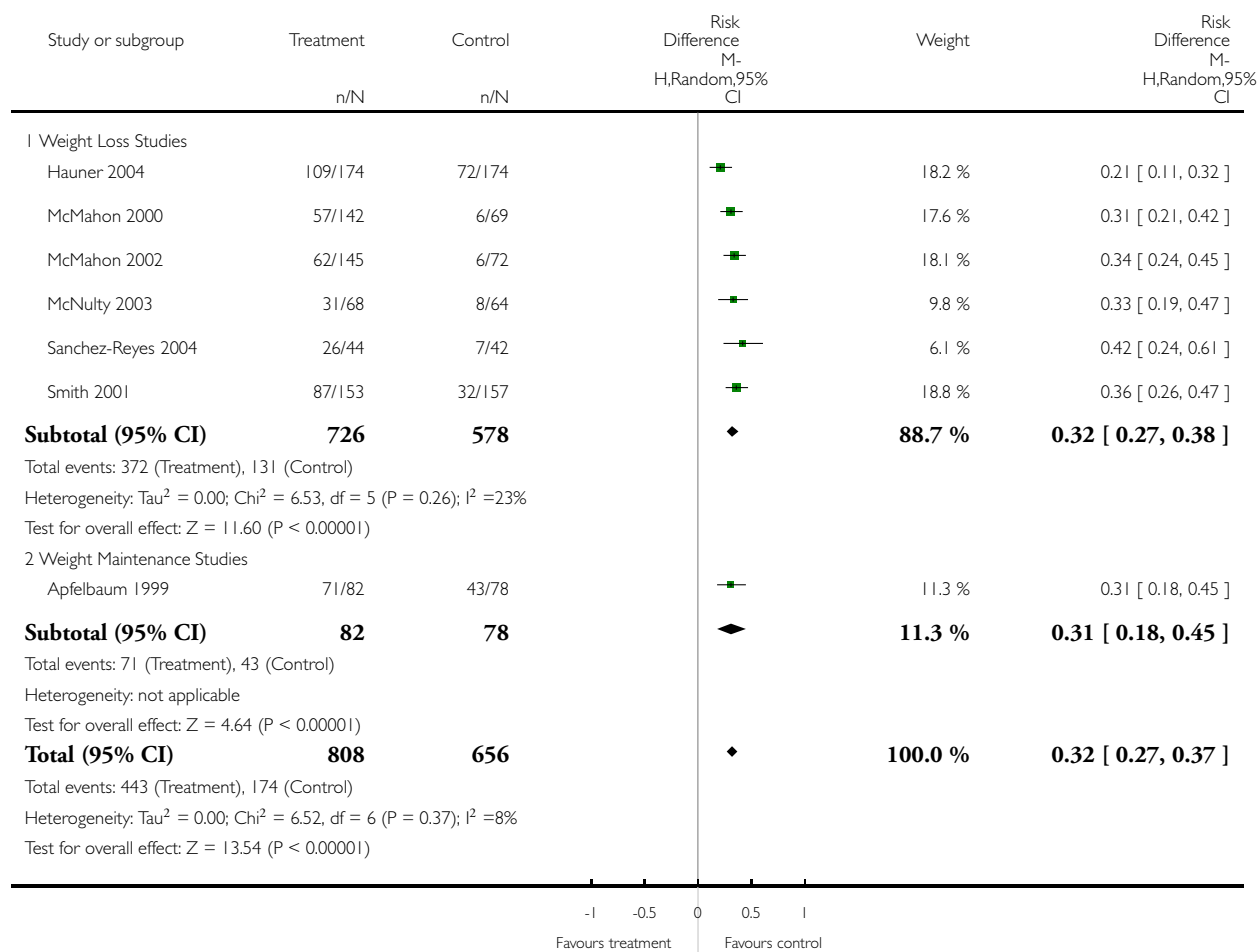 Study or subgroup Treatment Control Risk Difference Weight Risk Difference
M-H,Random,95% CI M-H,Random,95% CI
n/N n/N
1 Weight Loss Studies
Hauner 2004 109/174 72/174 18.2 % 0.21 [ 0.11, 0.32 ]
McMahon 2000 57/142 6/69 17.6 % 0.31 [ 0.21, 0.42 ]
McMahon 2002 62/145 6/72 18.1 % 0.34 [ 0.24, 0.45 ]
McNulty 2003 31/68 8/64 9.8 % 0.33 [ 0.19, 0.47 ]
Sanchez-Reyes 2004 26/44 7/42 6.1 % 0.42 [ 0.24, 0.61 ]
Smith 2001 87/153 32/157 18.8 % 0.36 [ 0.26, 0.47 ]
Subtotal (95% CI) 726 578 88.7 % 0.32 [ 0.27, 0.38 ]
Total events: 372 (Treatment), 131 (Control)
Heterogeneity: Tau² = 0.00; Chi² = 6.53, df = 5 (P = 0.26); I² =23%
Test for overall effect: Z = 11.60 (P < 0.00001)
2 Weight Maintenance Studies
Apfelbaum 1999 71/82 43/78 11.3 % 0.31 [ 0.18, 0.45 ]
Subtotal (95% CI) 82 78 11.3 % 0.31 [ 0.18, 0.45 ]
Total events: 71 (Treatment), 43 (Control)
Heterogeneity: not applicable
Test for overall effect: Z = 4.64 (P < 0.00001)
Total (95% CI) 808 656 100.0 % 0.32 [ 0.27, 0.37 ]
Total events: 443 (Treatment), 174 (Control)
Heterogeneity: Tau² = 0.00; Chi² = 6.52, df = 6 (P = 0.37); I² =8%
Test for overall effect: Z = 13.54 (P < 0.00001)
-1 -0.5 0 0.5 1
Favours treatment Favours control